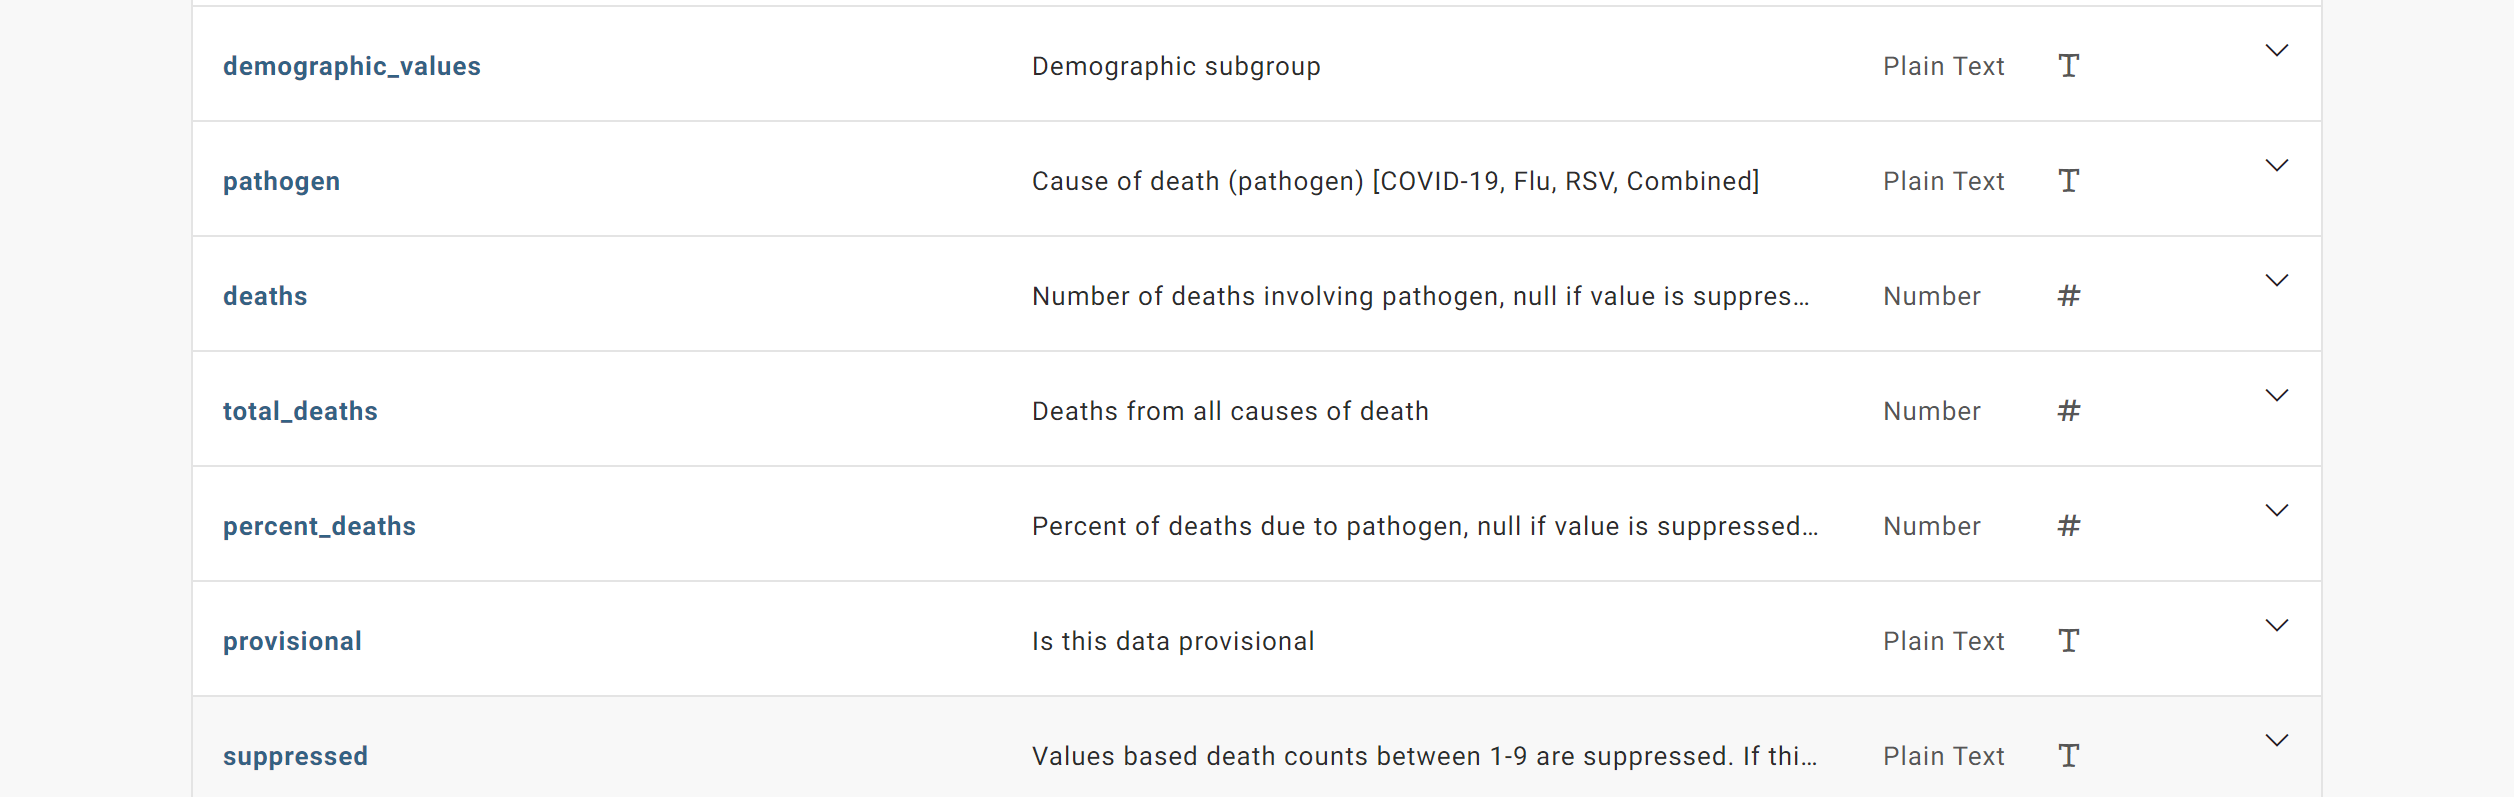 demographic_values Demographic subgroup Plain Text T
pathogen Cause of death (pathogen) [COVID-19, Flu, RSV, Combined] Plain Text T
deaths Number of deaths involving pathogen, null if value is suppres... Number #
total_deaths Deaths from all causes of death Number #
percent_deaths Percent of deaths due to pathogen, null if value is suppressed... Number #
provisional Is this data provisional Plain Text T
suppressed Values based death counts between 1-9 are suppressed. If thi... Plain Text T